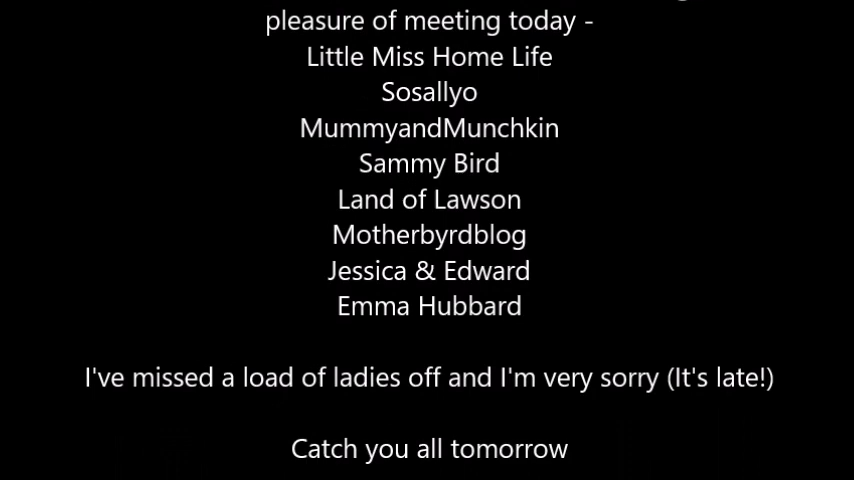 pleasure of meeting today -
Little Miss Home Life
Sosallyo
MummyandMunchkin
Sammy Bird
Land of Lawson
Motherbyrdblog
Jessica & Edward
Emma Hubbard
I've missed a load of ladies off and I'm very sorry (It's late!)
Catch you all tomorrow